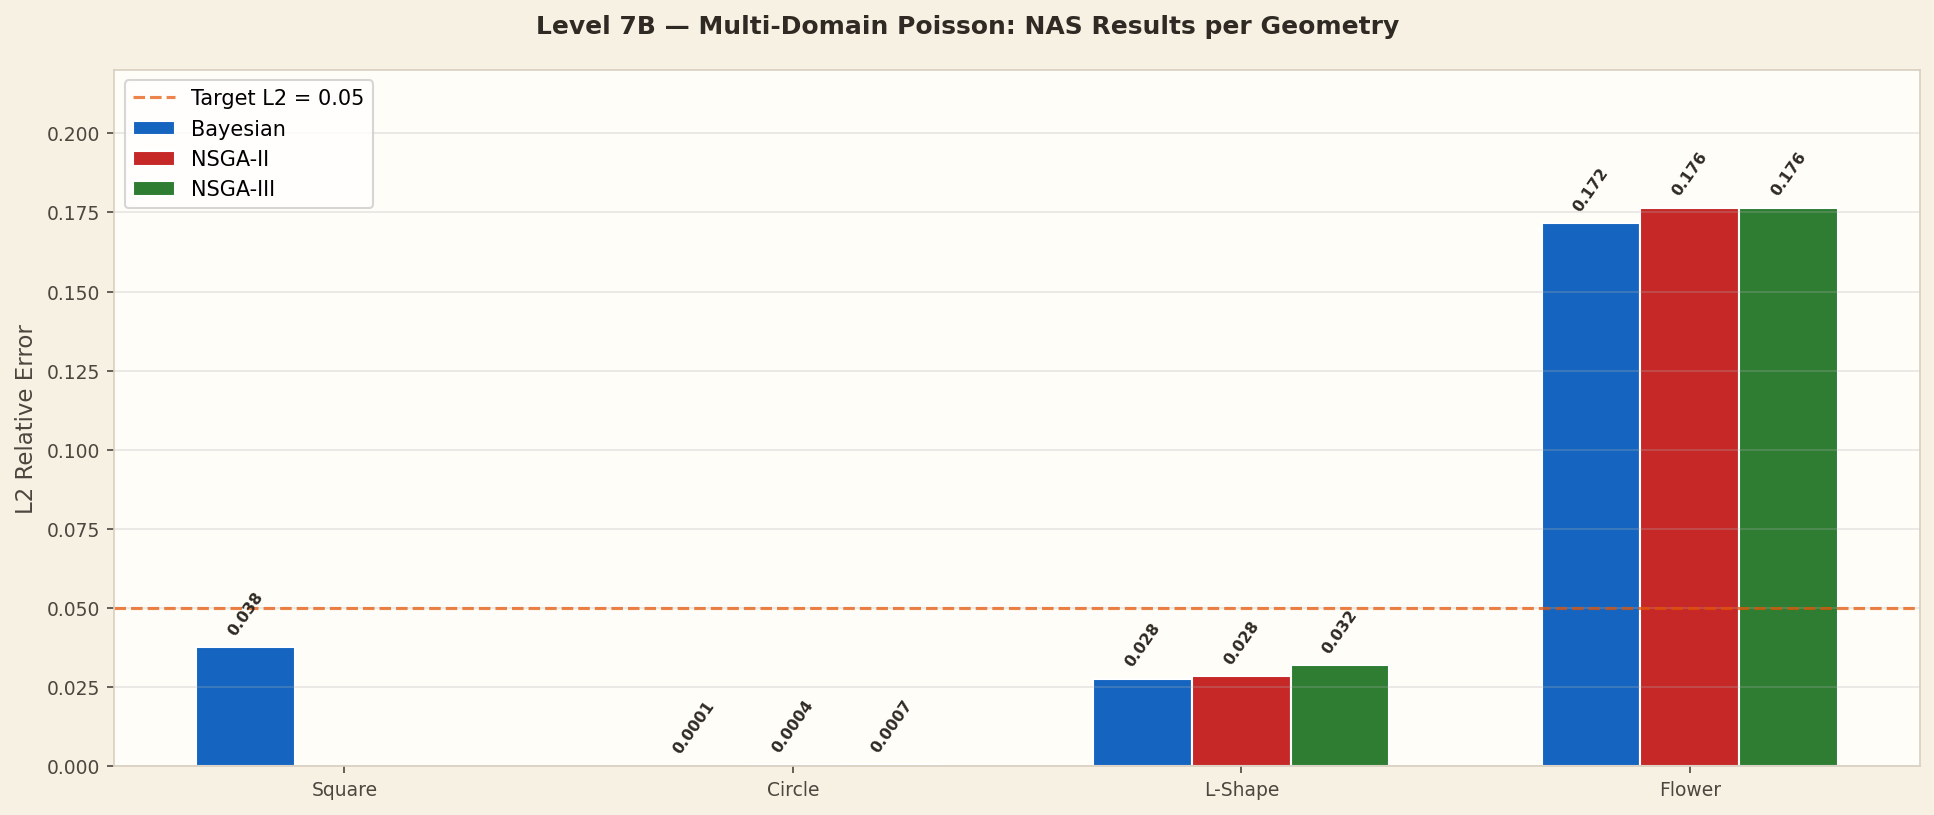 Level 7B — Multi-Domain Poisson: NAS Results per Geometry
Target L2 = 0.05
Bayesian
NSGA-II
NSGA-III
L2 Relative Error
0.200
0.175
0.150
0.125
0.100
0.075
0.050
0.025
0.000
0.038
0.0001
0.0004
0.0007
0.028
0.028
0.032
0.172
0.176
0.176
Square
Circle
L-Shape
Flower